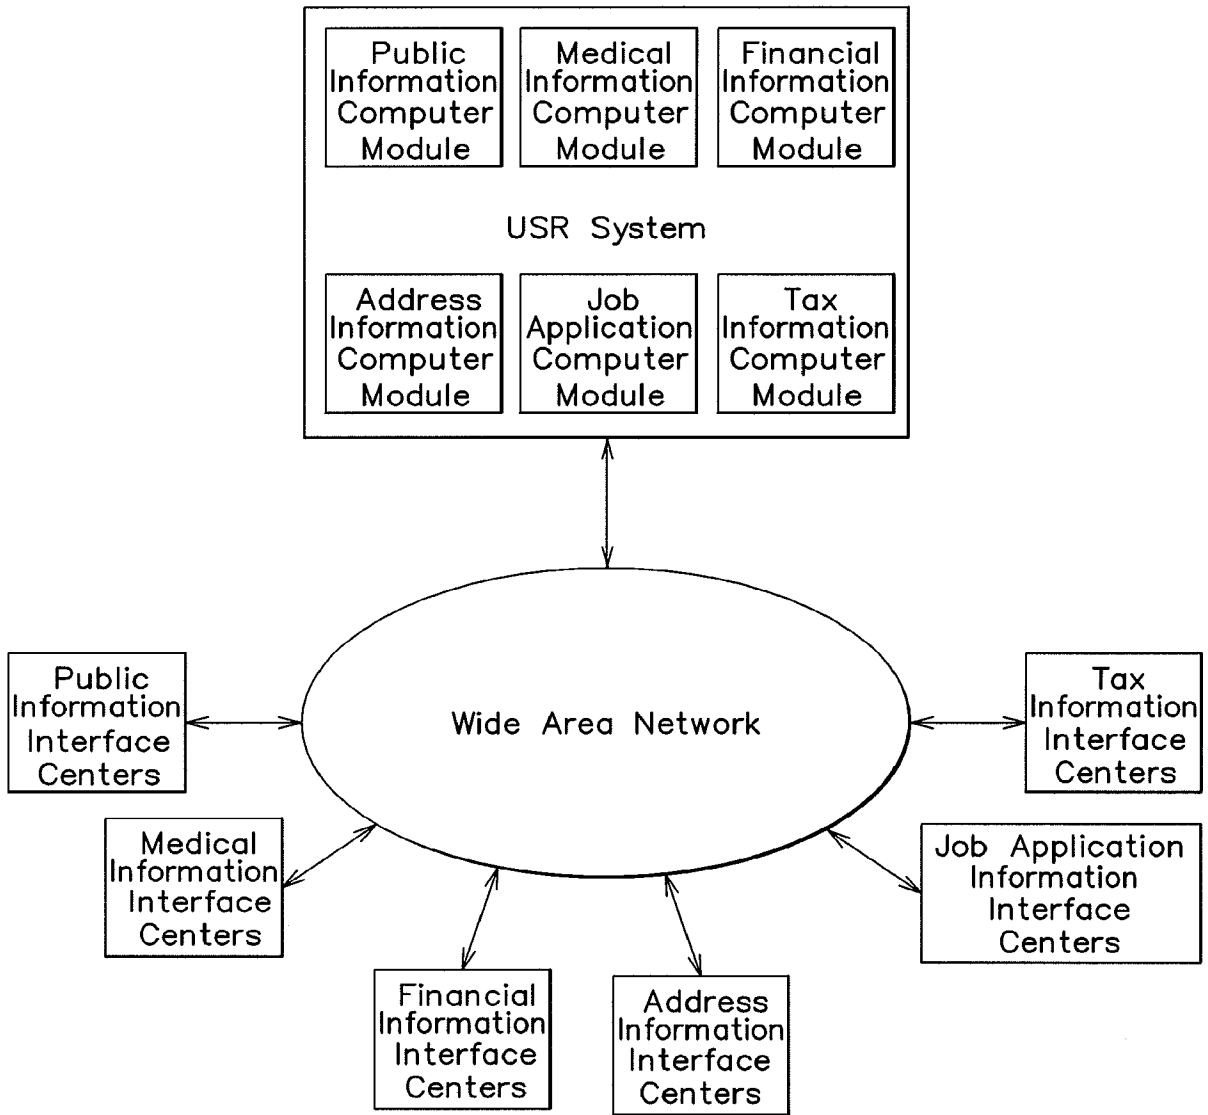 Public
Information
Computer
Module
Medical
Information
Computer
Module
Financial
Information
Computer
Module
USR System
Address
Information
Computer
Module
Job
Application
Computer
Module
Tax
Information
Computer
Module
Wide Area Network
Public
Information
Interface
Centers
Medical
Information
Interface
Centers
Financial
Information
Interface
Centers
Address
Information
Interface
Centers
Job Application
Information
Interface
Centers
Tax
Information
Interface
Centers